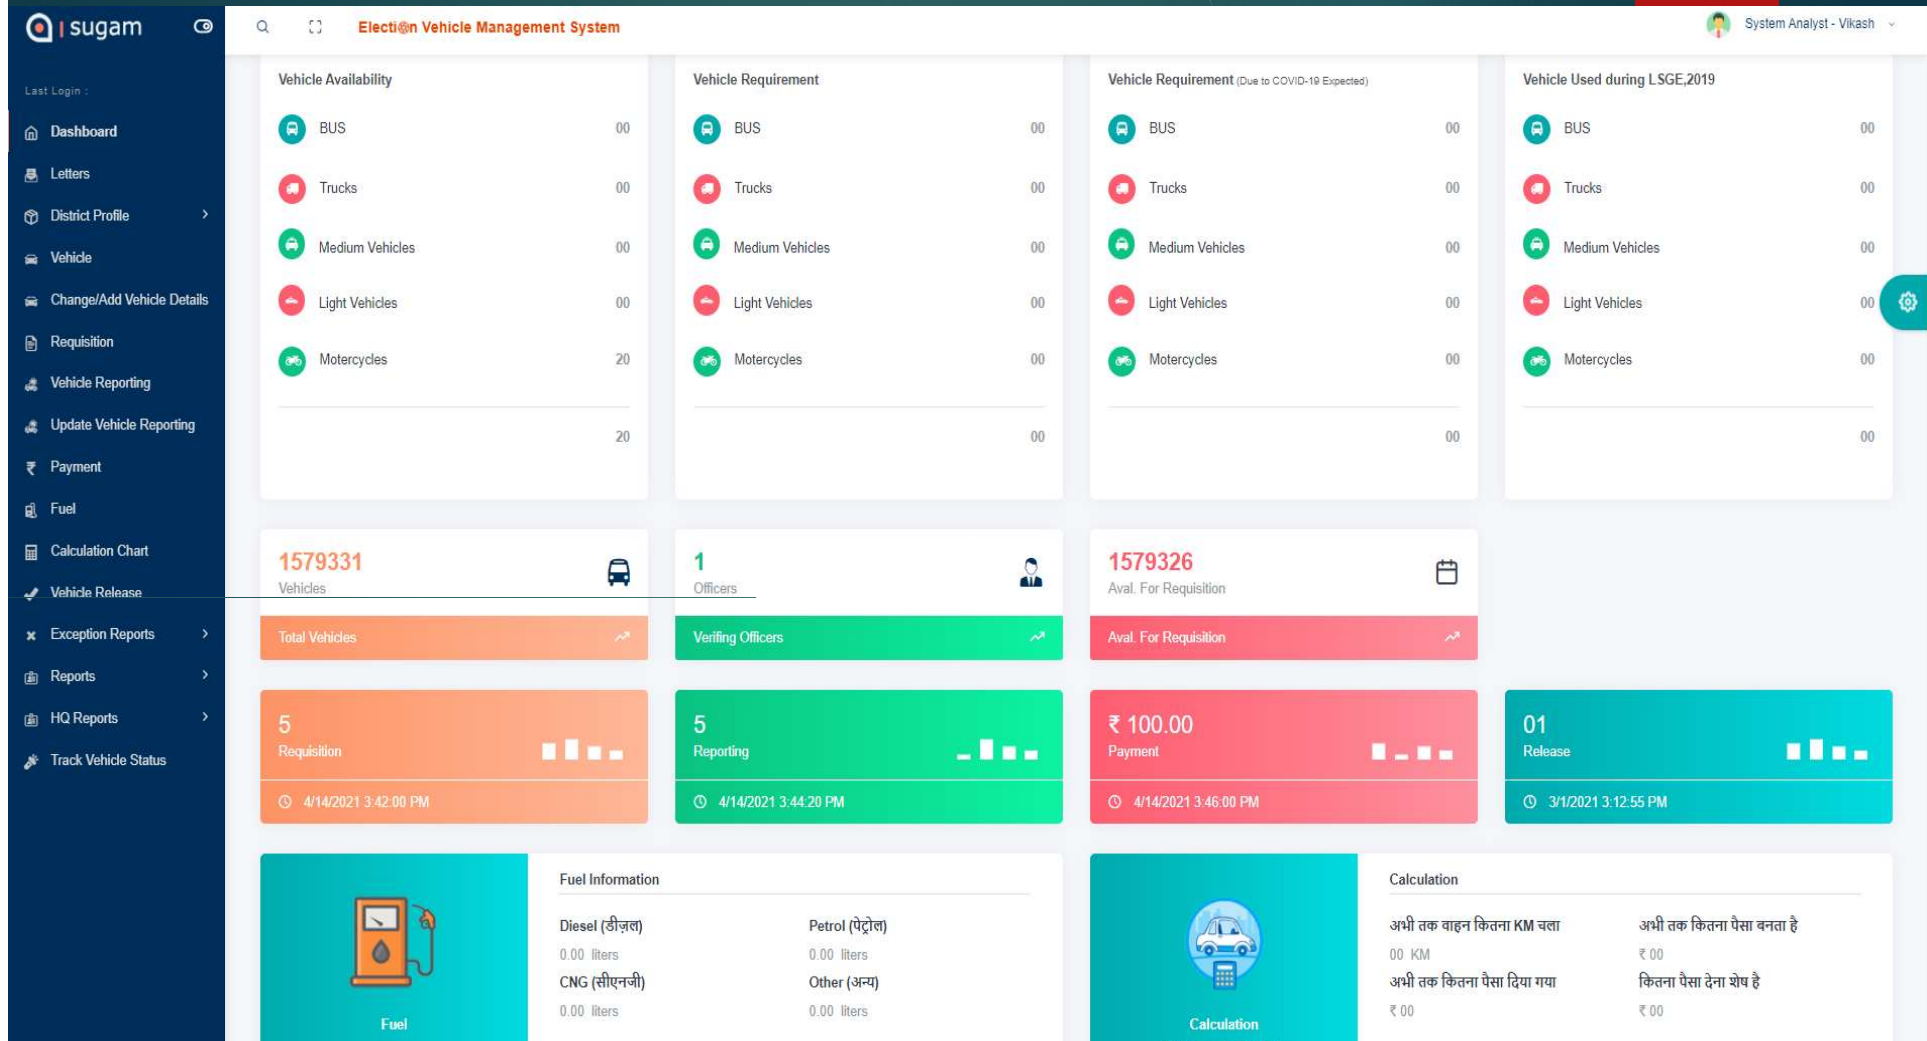 sugam
Electi@n Vehicle Management System
System Analyst - Vikash
Last Login :
Dashboard
Letters
District Profile
Vehicle
Change/Add Vehicle Details
Requisition
Vehicle Reporting
Update Vehicle Reporting
₹ Payment
Fuel
Calculation Chart
Vehicle Release
Exception Reports
Reports
HQ Reports
Track Vehicle Status
Vehicle Availability
BUS 00
Trucks 00
Medium Vehicles 00
Light Vehicles 00
Motercycles 20
20
Vehicle Requirement
BUS 00
Trucks 00
Medium Vehicles 00
Light Vehicles 00
Motercycles 00
00
Vehicle Requirement (Due to COVID-19 Expected)
BUS 00
Trucks 00
Medium Vehicles 00
Light Vehicles 00
Motercycles 00
00
Vehicle Used during LSGE,2019
BUS 00
Trucks 00
Medium Vehicles 00
Light Vehicles 00
Motercycles 00
00
1579331
Vehicles
Total Vehicles
1
Officers
Verifing Officers
1579326
Aval. For Requisition
Aval. For Requisition
5
Requisition
4/14/2021 3:42:00 PM
5
Reporting
4/14/2021 3:44:20 PM
₹ 100.00
Payment
4/14/2021 3:46:00 PM
01
Release
3/1/2021 3:12:55 PM
Fuel
Fuel Information
Diesel (डीज़ल) Petrol (पेट्रोल)
0.00 liters 0.00 liters
CNG (सीएनजी) Other (अन्य)
0.00 liters 0.00 liters
Calculation
Calculation
अभी तक वाहन कितना KM चला अभी तक कितना पैसा बनता है
00 KM ₹ 00
अभी तक कितना पैसा दिया गया कितना पैसा देना शेष है
₹ 00 ₹ 00